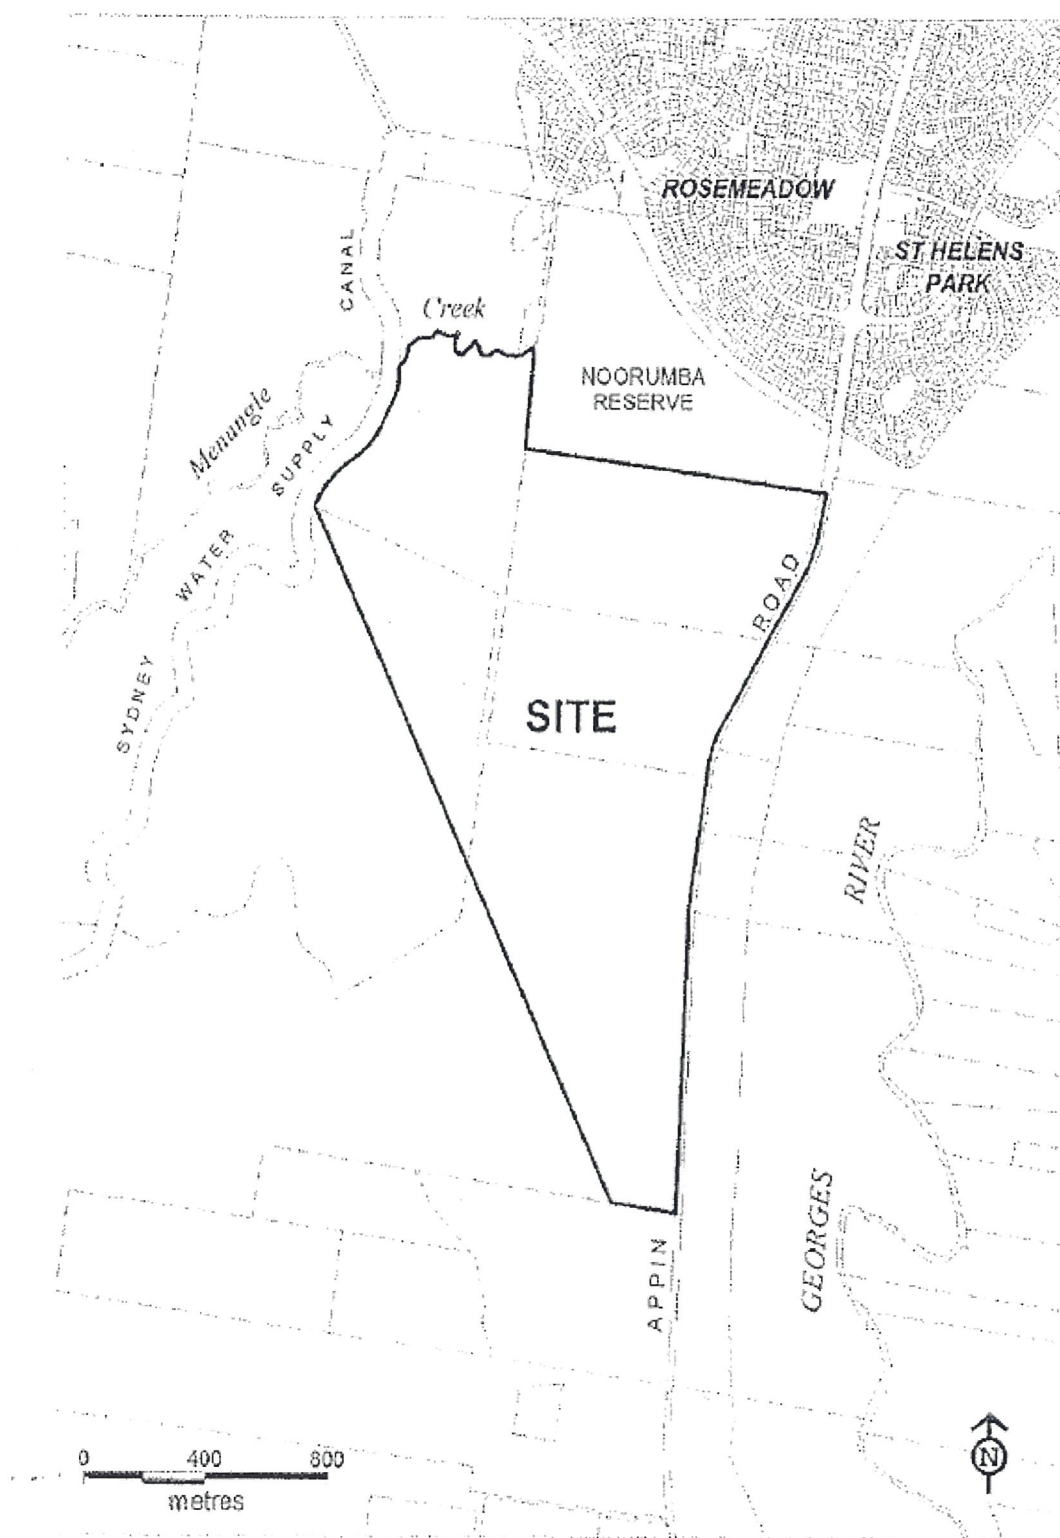 ROSEMEADOW
ST HELENS
PARK
CANAL
Creek
NOORUMBA
RESERVE
Menangle
SUPPLY
WATER
ROAD
SYDNEY
SITE
RIVER
GEORGES
APPIN
0 400 800
metres
N